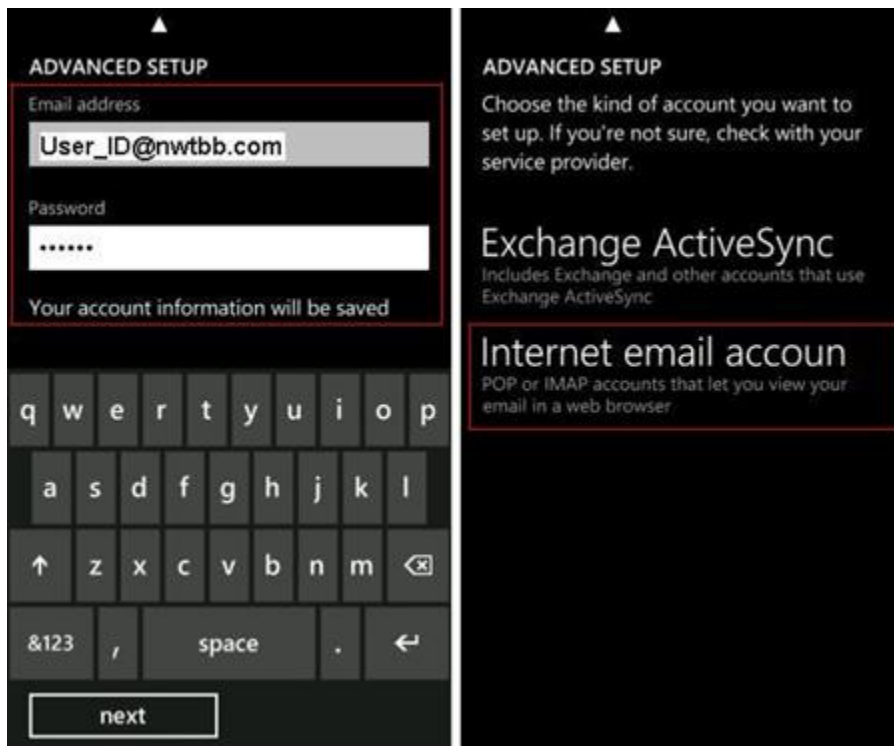 ADVANCED SETUP
Email address
User_ID@nwtbb.com
Password
••••••
Your account information will be saved
q w e r t y u i o p
a s d f g h j k l
z x c v b n m
&123 , space .
next
ADVANCED SETUP
Choose the kind of account you want to
set up. If you're not sure, check with your
service provider.
Exchange ActiveSync
Includes Exchange and other accounts that use
Exchange ActiveSync
Internet email accoun
POP or IMAP accounts that let you view your
email in a web browser